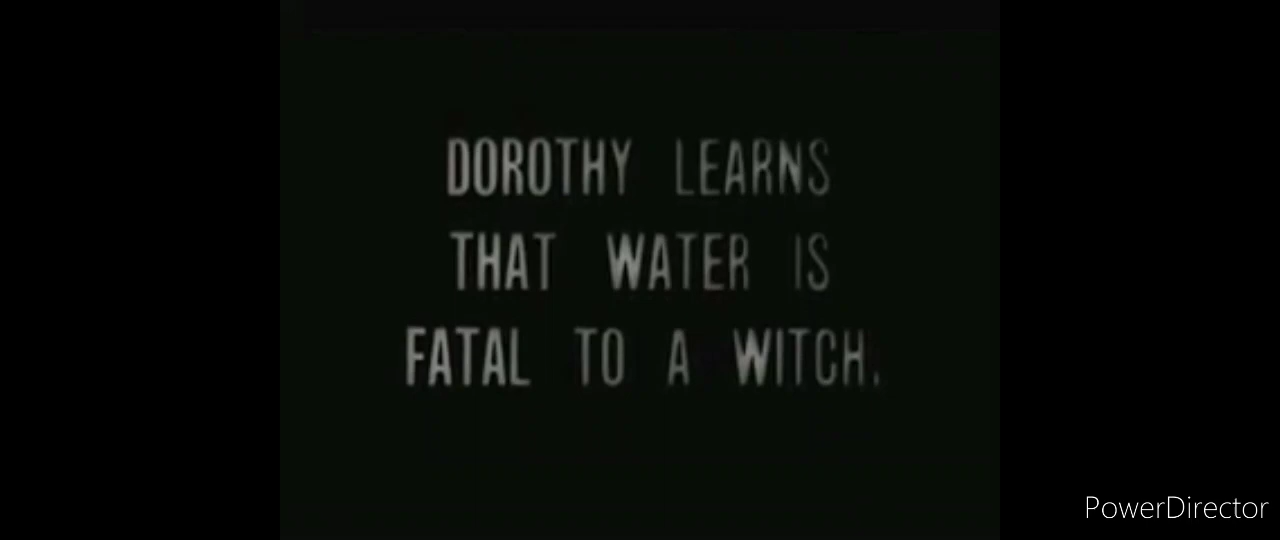 DOROTHY LEARNS
THAT WATER IS
FATAL TO A WITCH.
PowerDirector